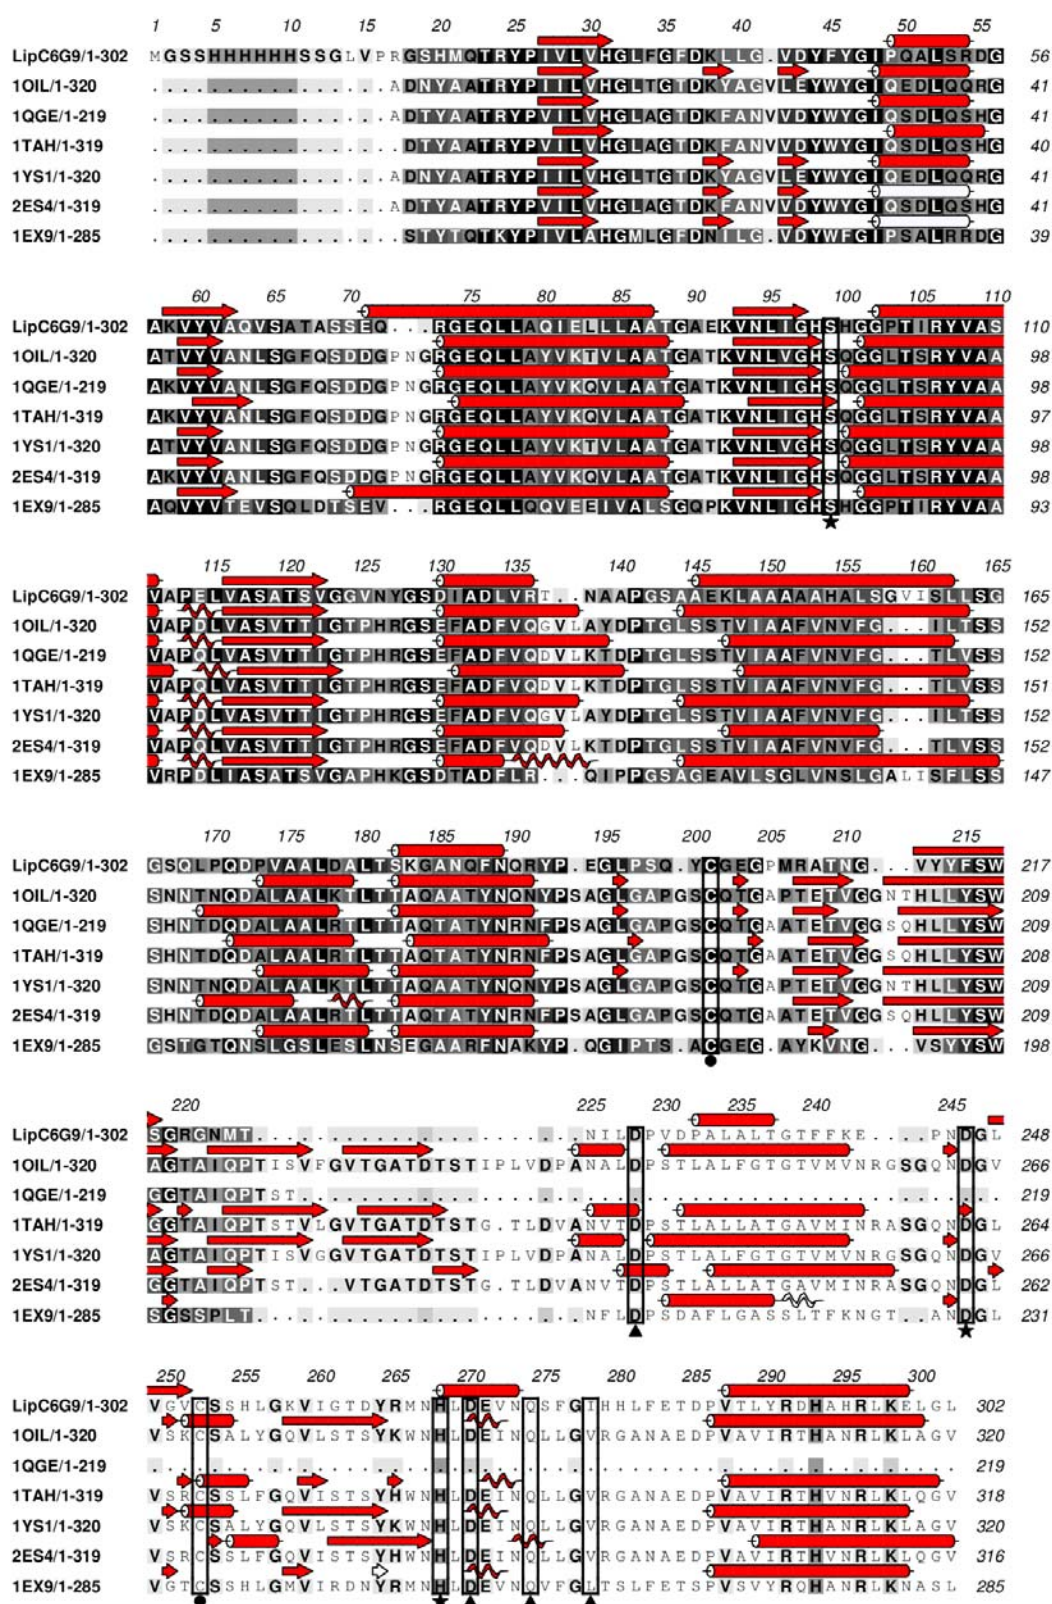 1 5 10 15 20 25 30 35 40 45 50 55
LipC6G9/1-302 MGSSHHHHHHSSGLVPRGSHMQTRYPIVLVHGLFGFDKLLG.VDYFYGIPQALSRDG 56
1OIL/1-320 .................ADNYAATRYPIILVHGLTGTDKYAGVLEYWYGIQEDLQQRG 41
1QGE/1-219 .................ADTYAATRYPVILVHGLAGTDKFANVVDYWYGIQSDLQSHG 41
1TAH/1-319 .................ADTYAATRYPVILVHGLAGTDKFANVVDYWYGIQSDLQSHG 40
1YS1/1-320 .................ADNYAATRYPIILVHGLTGTDKYAGVLEYWYGIQEDLQQRG 41
2ES4/1-319 .................ADTYAATRYPVILVHGLAGTDKFANVVDYWYGIQSDLQSHG 41
1EX9/1-285 .................STYTQTKYPIVLAHGMLGFDNILG.VDYWFGIPSALRRDG 39
60 65 70 75 80 85 90 95 100 105 110
LipC6G9/1-302 AKVYVAQVSATASSEQ...RGEQLLAQIELLLAATGAEKVNLIGHSHGGPTIRYVAS 110
1OIL/1-320 ATVYVANLSGFQSDDGPNGRGEQLLAYVKTVLAATGATKVNLVGHSQGGLTSRYVAA 98
1QGE/1-219 AKVYVANLSGFQSDDGPNGRGEQLLAYVKQVLAATGATKVNLIGHSQGGLTSRYVAA 98
1TAH/1-319 AKVYVANLSGFQSDDGPNGRGEQLLAYVKQVLAATGATKVNLIGHSQGGLTSRYVAA 97
1YS1/1-320 ATVYVANLSGFQSDDGPNGRGEQLLAYVKTVLAATGATKVNLVGHSQGGLTSRYVAA 98
2ES4/1-319 AKVYVANLSGFQSDDGPNGRGEQLLAYVKQVLAATGATKVNLIGHSQGGLTSRYVAA 98
1EX9/1-285 AQVYVTEVSQLDTSEV...RGEQLLQQVEEIVALSGQPKVNLIGHSHGGPTIRYVAA 93
115 120 125 130 135 140 145 150 155 160 165
LipC6G9/1-302 VAPELVASATSVGGVNYGSDIADLVRT..NAAPGSAAEKLAAAAAHALSGVISLLSG 165
1OIL/1-320 VAPDLVASVTTIGTPHRGSEFADFVQGVLAYDPTGLSSTVIAAFVNVFG...ILTSS 152
1QGE/1-219 VAPQLVASVTTIGTPHRGSEFADFVQDVLKTDPTGLSSTVIAAFVNVFG...TLVSS 152
1TAH/1-319 VAPQLVASVTTIGTPHRGSEFADFVQDVLKTDPTGLSSTVIAAFVNVFG...TLVSS 151
1YS1/1-320 VAPDLVASVTTIGTPHRGSEFADFVQGVLAYDPTGLSSTVIAAFVNVFG...ILTSS 152
2ES4/1-319 VAPQLVASVTTIGTPHRGSEFADFVQDVLKTDPTGLSSTVIAAFVNVFG...TLVSS 152
1EX9/1-285 VRPDLIASATSVGAPHKGSDTADFLR...QIPPGSAGEAVLSGLVNSLGALISFLSS 147
170 175 180 185 190 195 200 205 210 215
LipC6G9/1-302 GSQLPQDPVAALDALTSKGANQFNQRYP.EGLPSQ.YCGEGPMRATNG...VYYFSW 217
1OIL/1-320 SNNTNQDALAALKTLTTAQAATYNQNYPSAGLGAPGSCQTGAPTETVGGNTHLLYSW 209
1QGE/1-219 SHNTDQDALAALRTLTTAQTATYNRNFPSAGLGAPGSCQTGAATETVGGSQHLLYSW 209
1TAH/1-319 SHNTDQDALAALRTLTTAQTATYNRNFPSAGLGAPGSCQTGAATETVGGSQHLLYSW 208
1YS1/1-320 SNNTNQDALAALKTLTTAQAATYNQNYPSAGLGAPGSCQTGAPTETVGGNTHLLYSW 209
2ES4/1-319 SHNTDQDALAALRTLTTAQTATYNRNFPSAGLGAPGSCQTGAATETVGGSQHLLYSW 209
1EX9/1-285 GSTGTQNSLGSLESLNSEGAARFNAKYP.QGIPTS.ACGEG.AYKVNG...VSYYSW 198
220 225 230 235 240 245
LipC6G9/1-302 SGRGNMT......................NILDPVDPALALTGTFFKE...PNDGL 248
1OIL/1-320 AGTAIQPTISVFGVTGATDTSTIPLVDPANALDPSTLALFGTGTVMVNRGSGQNDGV 266
1QGE/1-219 GGTAIQPTST............................................... 219
1TAH/1-319 GGTAIQPTSTVLGVTGATDTSTG.TLDVANVTDPSTLALLATGAVMINRASGQNDGL 264
1YS1/1-320 AGTAIQPTISVGGVTGATDTSTIPLVDPANALDPSTLALFGTGTVMVNRGSGQNDGV 266
2ES4/1-319 GGTAIQPTST..VTGATDTSTG.TLDVANVTDPSTLALLATGAVMINRASGQNDGL 262
1EX9/1-285 SGSSPLT......................NFLDPSDAFLGASSLTFKNGT..ANDGL 231
250 255 260 265 270 275 280 285 290 295 300
LipC6G9/1-302 VGVCSSHLGKVIGTDYRMNHLDEVNQSFGIHHLFETDPVTLYRDHAHRLKELGL 302
1OIL/1-320 VSKCSALYGQVLSTSYKWNHLDEINQLLGVRGANAEDPVAVIRTHANRLKLAGV 320
1QGE/1-219 ...................................................... 219
1TAH/1-319 VSRCSSLFGQVISTSYHWNHLDEINQLLGVRGANAEDPVAVIRTHVNRLKLQGV 318
1YS1/1-320 VSKCSALYGQVLSTSYKWNHLDEINQLLGVRGANAEDPVAVIRTHANRLKLAGV 320
2ES4/1-319 VSRCSSLFGQVISTSYHWNHLDEINQLLGVRGANAEDPVAVIRTHVNRLKLQGV 316
1EX9/1-285 VGTCSSHLGMVIRDNYRMNHLDEVNQVFGLTSLFETSPVSVYRQHANRLKNASL 285